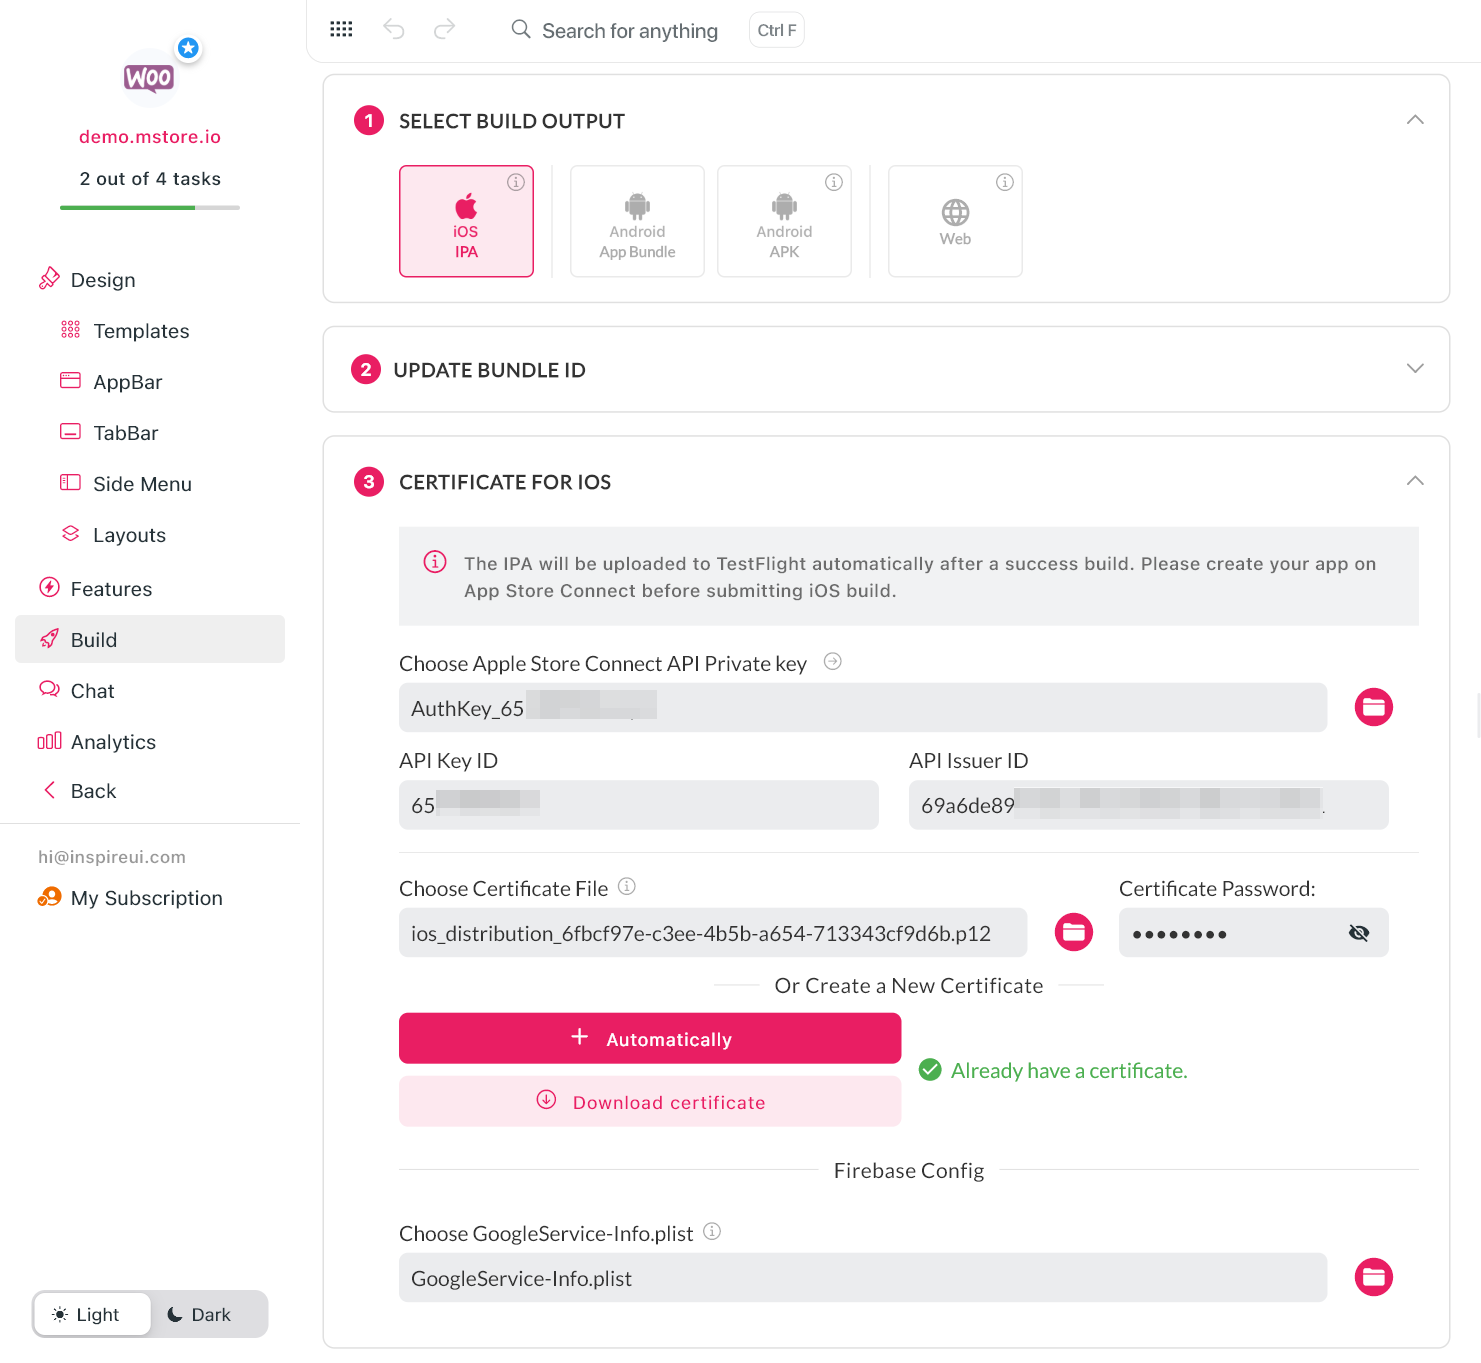 WOO
demo.mstore.io
2 out of 4 tasks
Design
Templates
AppBar
TabBar
Side Menu
Layouts
Features
Build
Chat
Analytics
Back
hi@inspireui.com
My Subscription
Light
Dark
Search for anything
Ctrl F
1 SELECT BUILD OUTPUT
iOS
IPA
Android
App Bundle
Android
APK
Web
2 UPDATE BUNDLE ID
3 CERTIFICATE FOR IOS
The IPA will be uploaded to TestFlight automatically after a success build. Please create your app on
App Store Connect before submitting iOS build.
Choose Apple Store Connect API Private key
AuthKey_65
API Key ID
API Issuer ID
65
69a6de89
Choose Certificate File
Certificate Password:
ios_distribution_6fbcf97e-c3ee-4b5b-a654-713343cf9d6b.p12
••••••••
Or Create a New Certificate
+ Automatically
Already have a certificate.
Download certificate
Firebase Config
Choose GoogleService-Info.plist
GoogleService-Info.plist